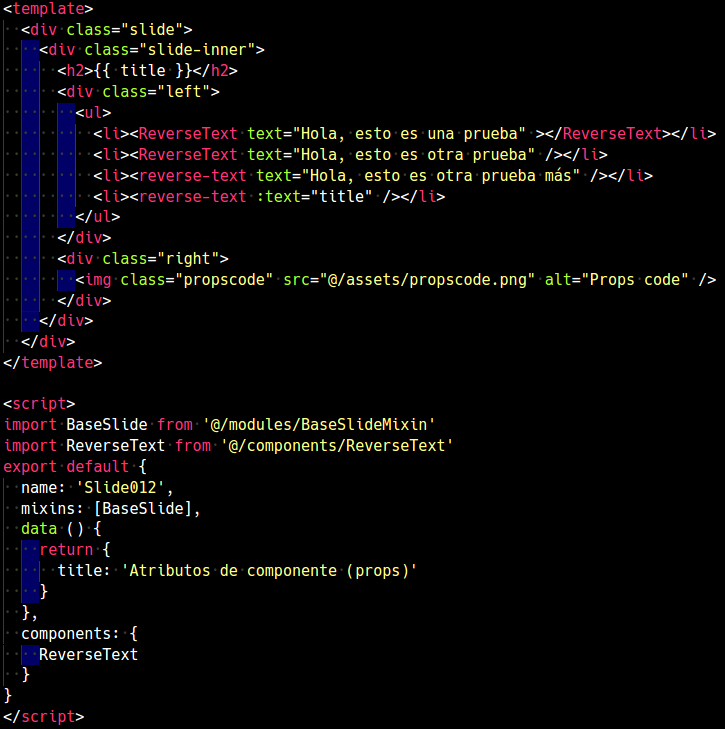 <template>
  <div class="slide">
    <div class="slide-inner">
      <h2>{{ title }}</h2>
      <div class="left">
        <ul>
          <li><ReverseText text="Hola, esto es una prueba" ></ReverseText></li>
          <li><ReverseText text="Hola, esto es otra prueba" /></li>
          <li><reverse-text text="Hola, esto es otra prueba más" /></li>
          <li><reverse-text :text="title" /></li>
        </ul>
      </div>
      <div class="right">
        <img class="propscode" src="@/assets/propscode.png" alt="Props code" />
      </div>
    </div>
  </div>
</template>

<script>
import BaseSlide from '@/modules/BaseSlideMixin'
import ReverseText from '@/components/ReverseText'
export default {
  name: 'Slide012',
  mixins: [BaseSlide],
  data () {
    return {
      title: 'Atributos de componente (props)'
    }
  },
  components: {
    ReverseText
  }
}
</script>